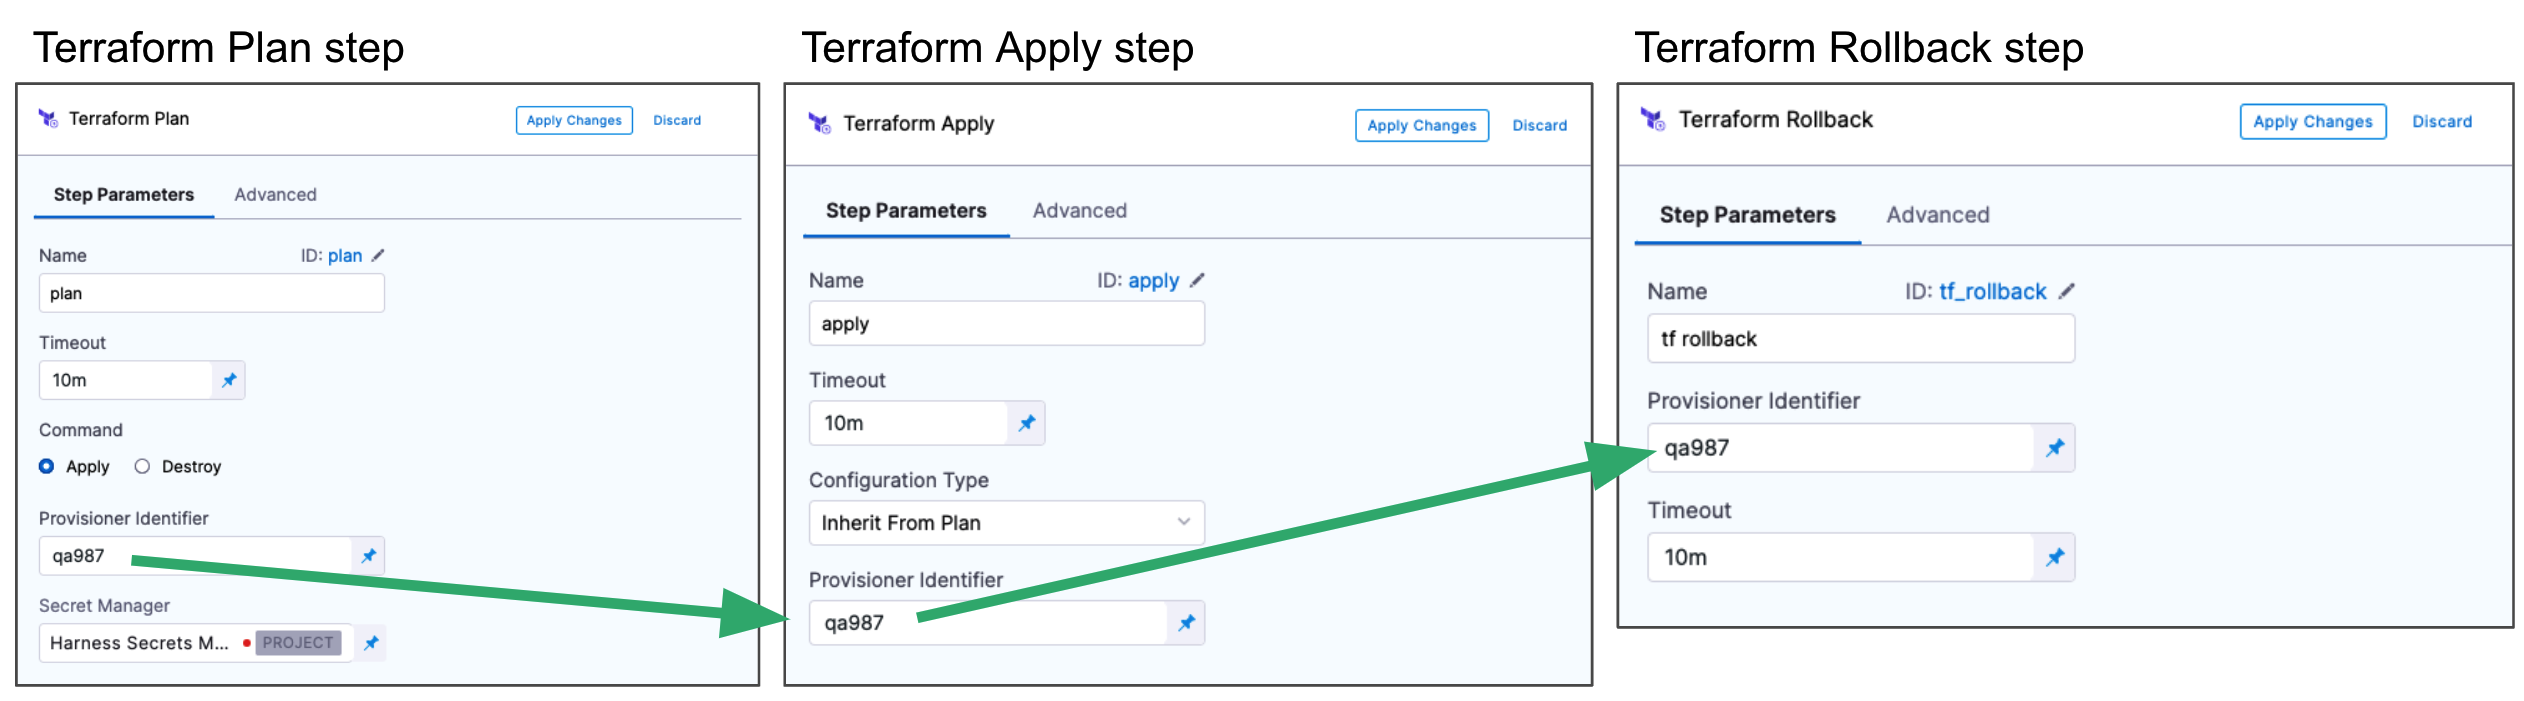 Terraform Plan step
Terraform Plan
Apply Changes
Discard
Step Parameters
Advanced
Name
ID: plan
plan
Timeout
10m
Command
Apply
Destroy
Provisioner Identifier
qa987
Secret Manager
Harness Secrets M...
PROJECT
Terraform Apply step
Terraform Apply
Apply Changes
Discard
Step Parameters
Advanced
Name
ID: apply
apply
Timeout
10m
Configuration Type
Inherit From Plan
Provisioner Identifier
qa987
Terraform Rollback step
Terraform Rollback
Apply Changes
Discard
Step Parameters
Advanced
Name
ID: tf_rollback
tf rollback
Provisioner Identifier
qa987
Timeout
10m